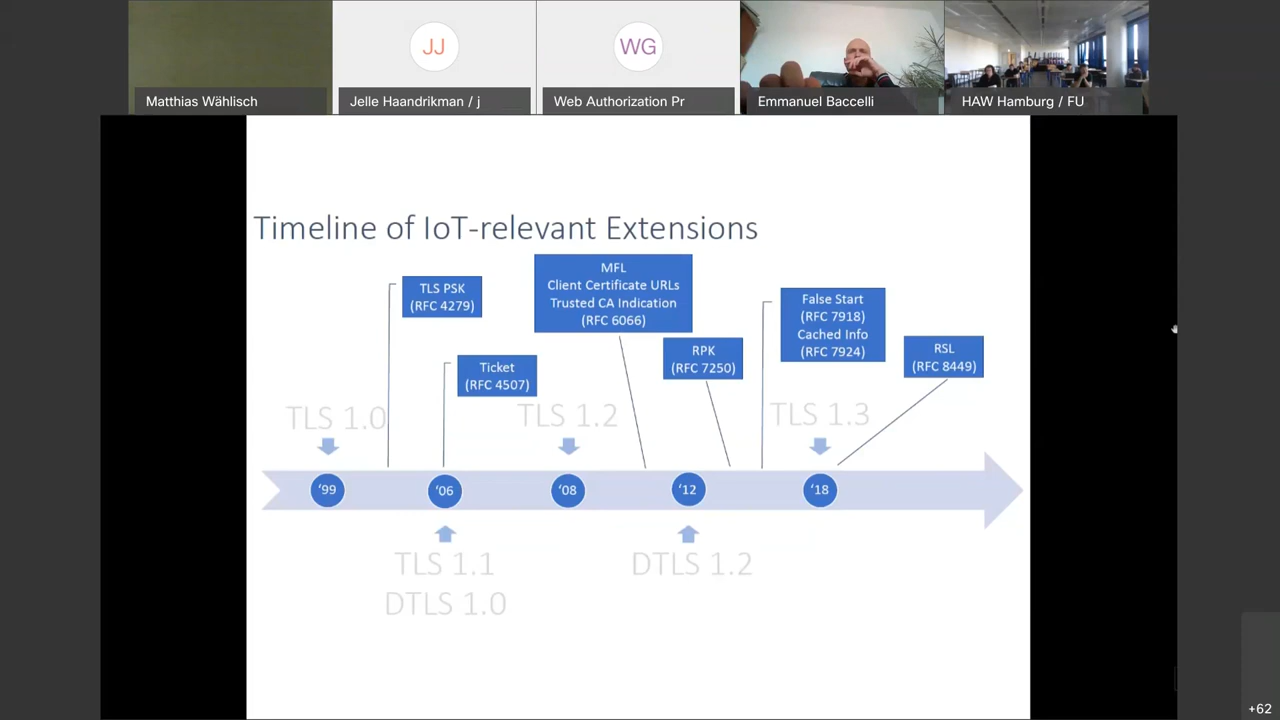 JJ
WG
Matthias Wählisch
Jelle Haandrikman / j
Web Authorization Pr
Emmanuel Baccelli
HAW Hamburg / FU
Timeline of IoT-relevant Extensions
TLS PSK
(RFC 4279)
MFL
Client Certificate URLs
Trusted CA Indication
(RFC 6066)
False Start
(RFC 7918)
Cached Info
(RFC 7924)
RPK
(RFC 7250)
RSL
(RFC 8449)
Ticket
(RFC 4507)
TLS 1.0
TLS 1.2
TLS 1.3
‘99
‘06
‘08
‘12
‘18
TLS 1.1
DTLS 1.0
DTLS 1.2
+62